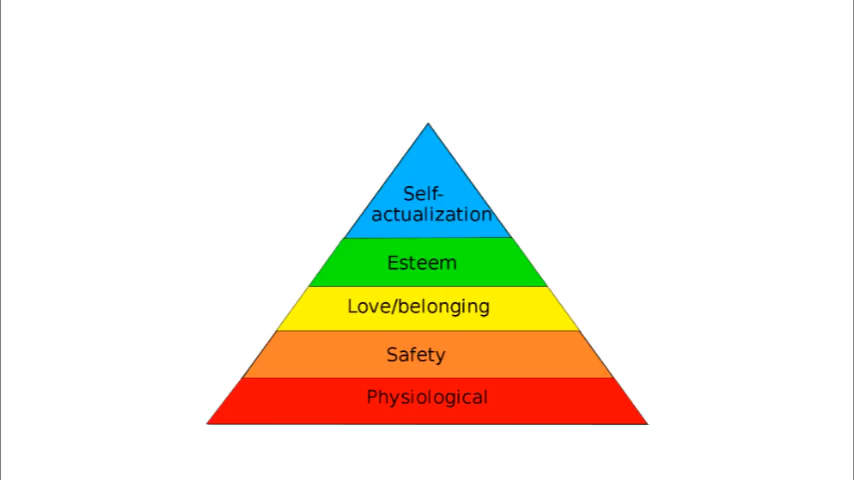 Self-
actualization
Esteem
Love/belonging
Safety
Physiological